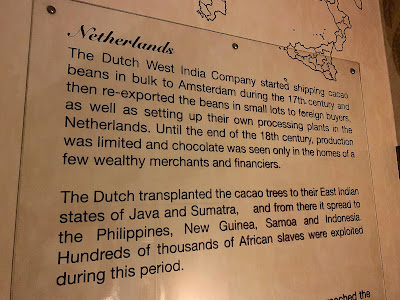 Netherlands
The Dutch West India Company started shipping cacao
beans in bulk to Amsterdam during the 17th century and
then re-exported the beans in small lots to foreign buyers,
as well as setting up their own processing plants in the
Netherlands. Until the end of the 18th century, production
was limited and chocolate was seen only in the homes of a
few wealthy merchants and financiers.
The Dutch transplanted the cacao trees to their East Indian
states of Java and Sumatra, and from there it spread to
the Philippines, New Guinea, Samoa and Indonesia.
Hundreds of thousands of African slaves were exploited
during this period.
reached the